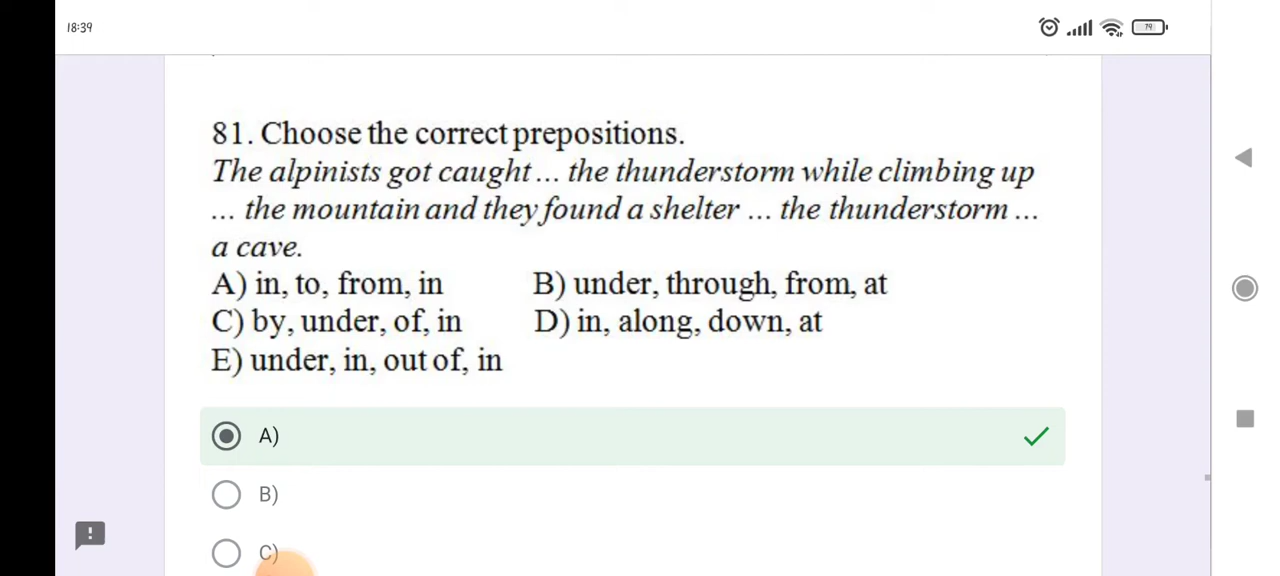 18:39
79
81. Choose the correct prepositions.
The alpinists got caught ... the thunderstorm while climbing up
... the mountain and they found a shelter ... the thunderstorm ...
a cave.
A) in, to, from, in B) under, through, from, at
C) by, under, of, in D) in, along, down, at
E) under, in, out of, in
A)
B)
C)